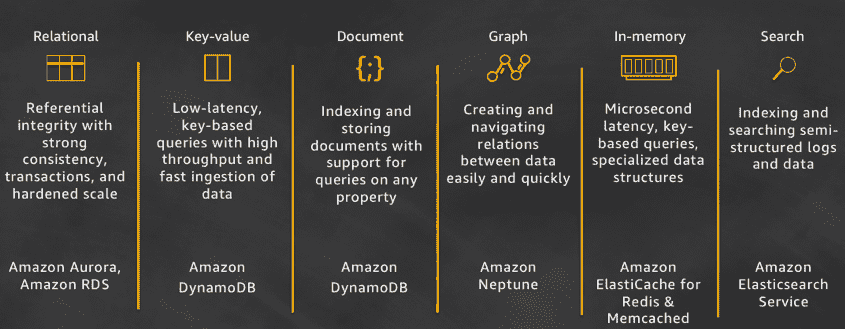 Relational
Key-value
Document
Graph
In-memory
Search
{;}
Referential
integrity with
strong
consistency,
transactions, and
hardened scale
Low-latency,
key-based
queries with high
throughput and
fast ingestion of
data
Indexing and
storing
documents with
support for
queries on any
property
Creating and
navigating
relations
between data
easily and quickly
Microsecond
latency, key-
based queries,
specialized data
structures
Indexing and
searching semi-
structured logs
and data
Amazon Aurora,
Amazon RDS
Amazon
DynamoDB
Amazon
DynamoDB
Amazon
Neptune
Amazon
ElastiCache for
Redis &
Memcached
Amazon
Elasticsearch
Service